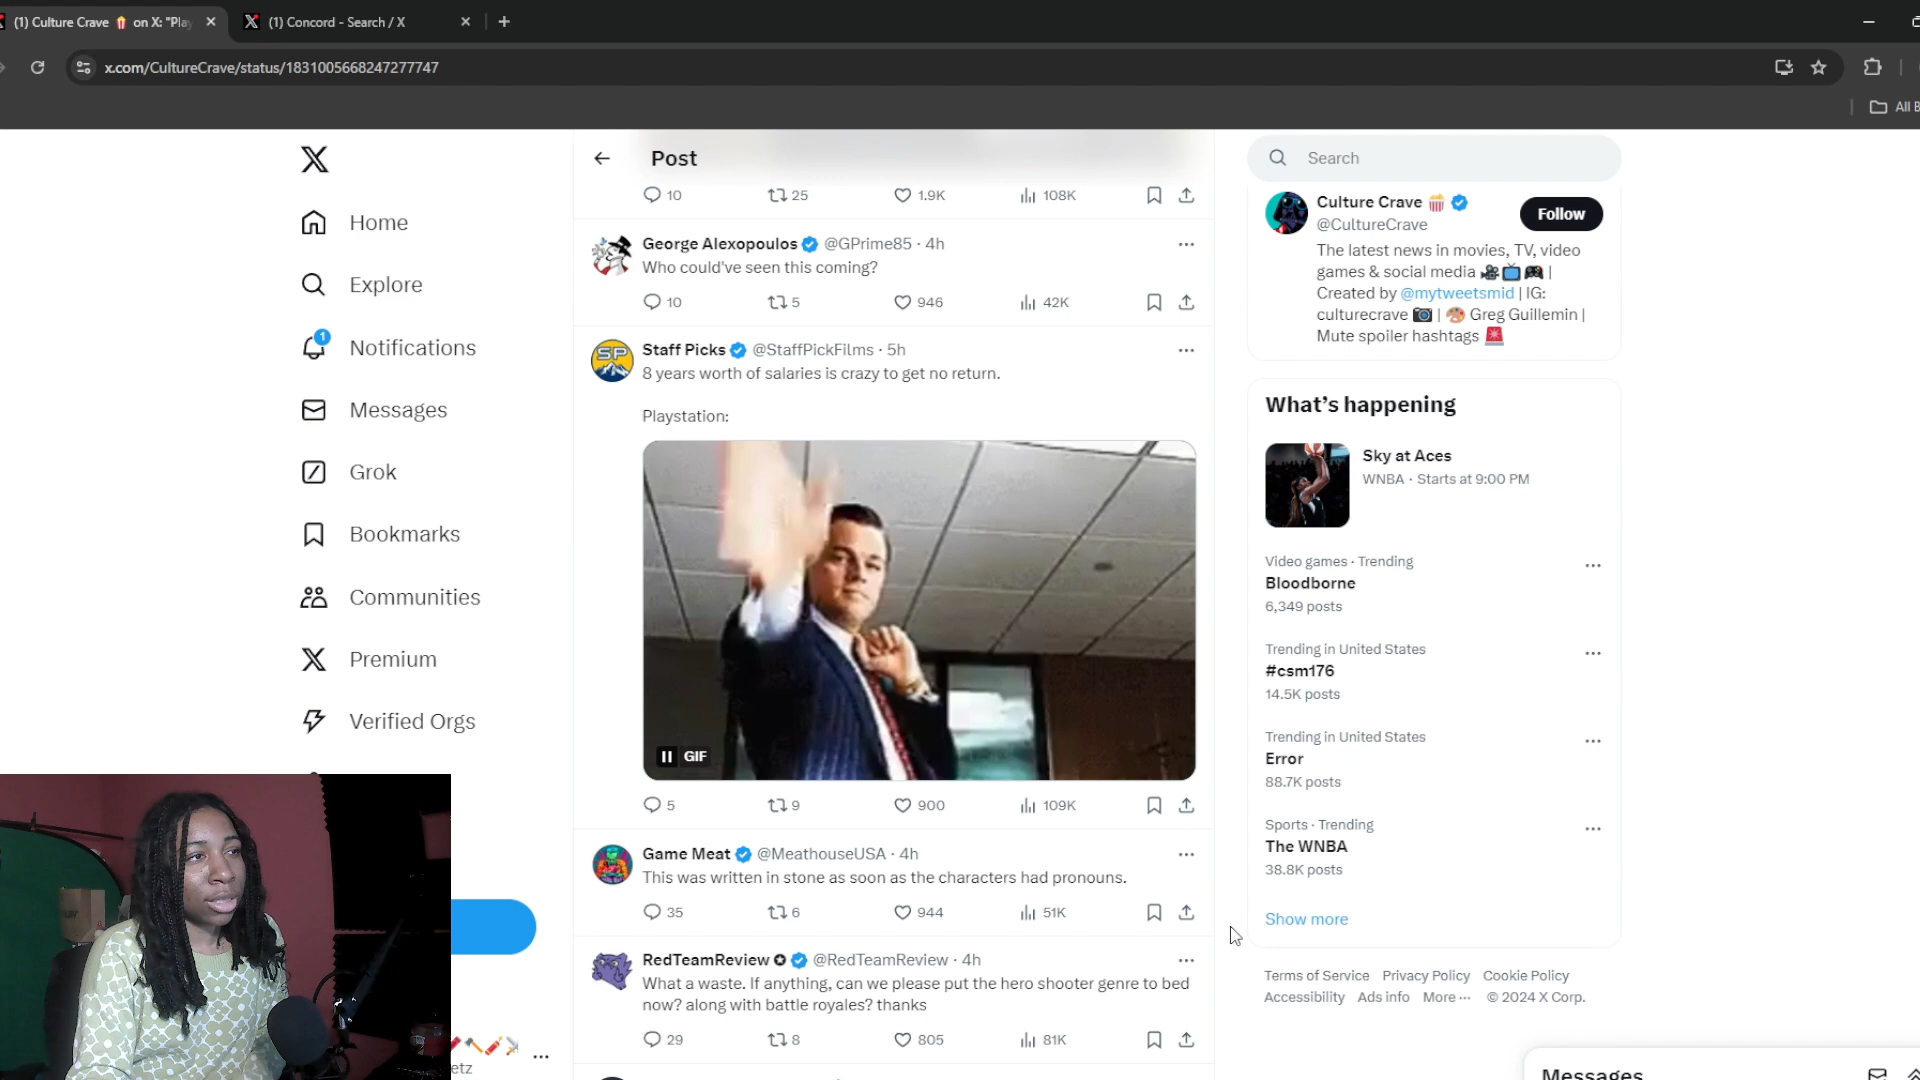 (1) Culture Crave 🍿 on X: "Play
(1) Concord - Search / X
x.com/CultureCrave/status/1831005668247277747
All B
Home
Explore
1
Notifications
Messages
Grok
Bookmarks
Communities
Premium
Verified Orgs
etz
Post
10 25 1.9K 108K
George Alexopoulos @GPrime85 · 4h
Who could've seen this coming?
10 5 946 42K
Staff Picks @StaffPickFilms · 5h
8 years worth of salaries is crazy to get no return.
Playstation:
GIF
5 9 900 109K
Game Meat @MeathouseUSA · 4h
This was written in stone as soon as the characters had pronouns.
35 6 944 51K
RedTeamReview @RedTeamReview · 4h
What a waste. If anything, can we please put the hero shooter genre to bed
now? along with battle royales? thanks
29 8 805 81K
Search
Culture Crave 🍿
@CultureCrave
Follow
The latest news in movies, TV, video
games & social media 🎥📺🎮 |
Created by @mytweetsmid | IG:
culturecrave 📷 | 🎨 Greg Guillemin |
Mute spoiler hashtags 🚨
What's happening
Sky at Aces
WNBA · Starts at 9:00 PM
Video games · Trending
Bloodborne
6,349 posts
Trending in United States
#csm176
14.5K posts
Trending in United States
Error
88.7K posts
Sports · Trending
The WNBA
38.8K posts
Show more
Terms of Service Privacy Policy Cookie Policy
Accessibility Ads info More ··· © 2024 X Corp.
Messages
SP